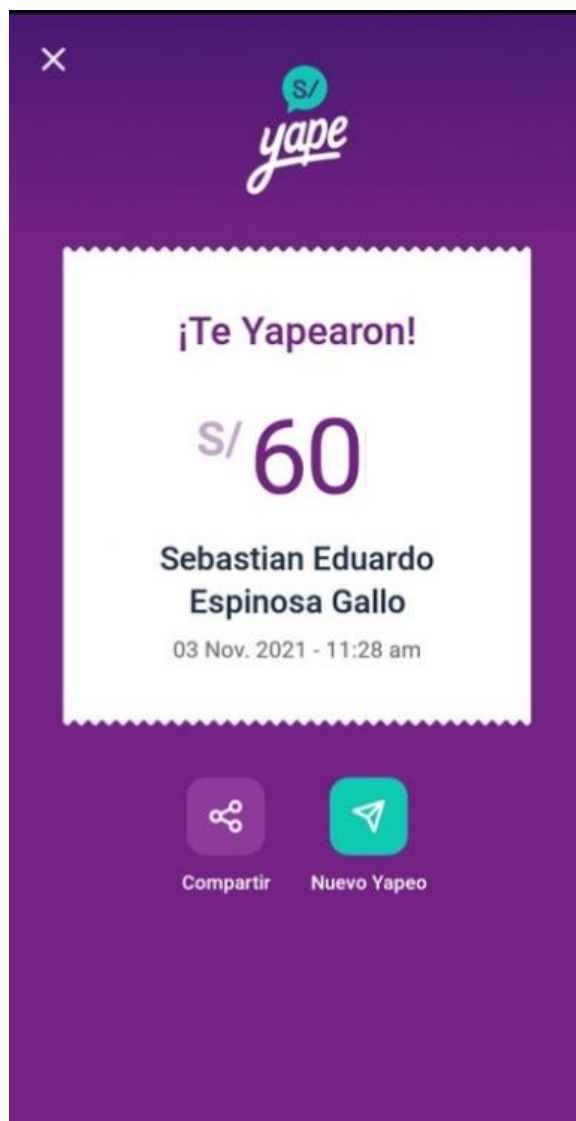 S/
yape
¡Te Yapearon!
S/ 60
Sebastian Eduardo
Espinosa Gallo
03 Nov. 2021 - 11:28 am
Compartir Nuevo Yapeo